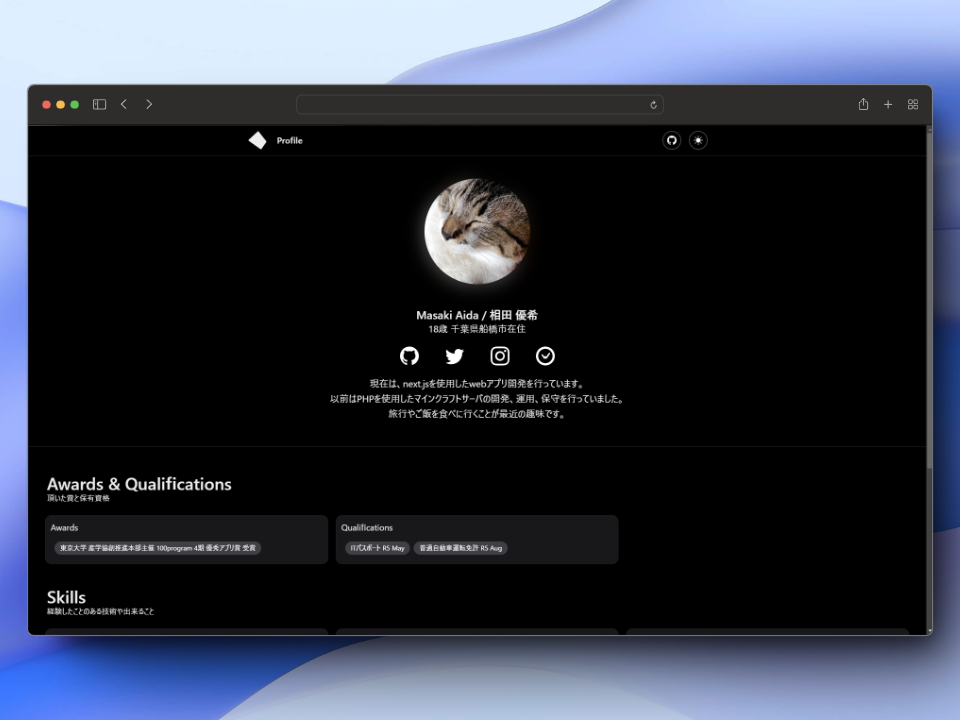 Profile
Masaki Aida / 相田 優希
18歳 千葉県船橋市在住
現在は、next.jsを使用したwebアプリ開発を行っています。
以前はPHPを使用したマインクラフトサーバの開発、運用、保守を行っていました。
旅行やご飯を食べに行くことが最近の趣味です。
Awards & Qualifications
頂いた賞と保有資格
Awards
東京大学 産学協創推進本部主催 100program 4期 優秀アプリ賞 受賞
Qualifications
ITパスポート R5 May
普通自動車運転免許 R5 Aug
Skills
経験したことのある技術や出来ること